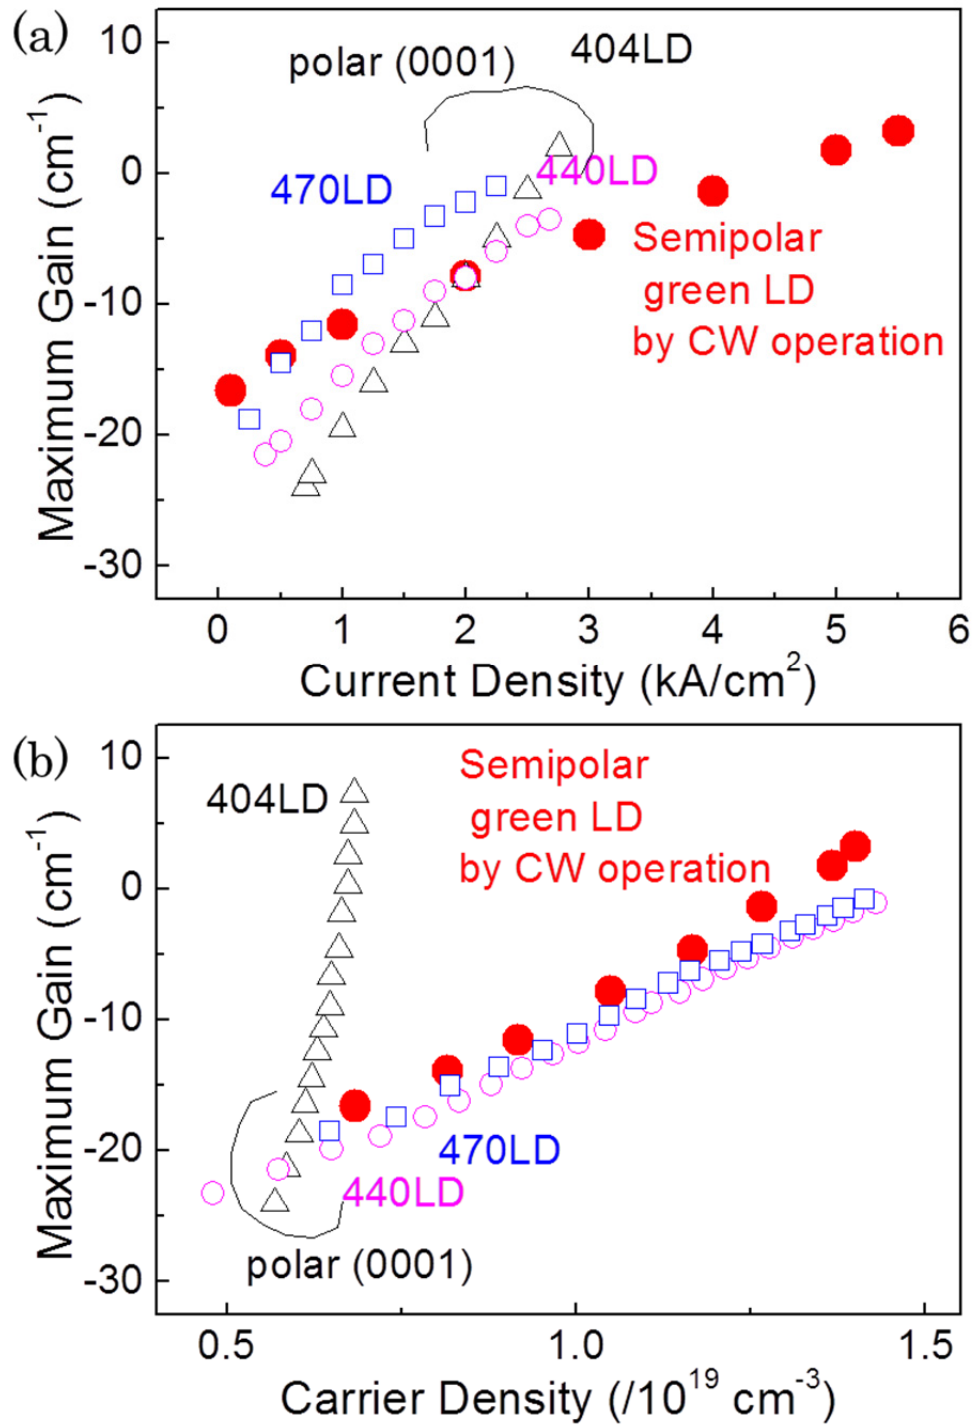 (a)
10
0
-10
-20
-30
Maximum Gain (cm⁻¹)
polar (0001)
404LD
470LD
440LD
Semipolar
green LD
by CW operation
0 1 2 3 4 5 6
Current Density (kA/cm²)
(b)
10
0
-10
-20
-30
Maximum Gain (cm⁻¹)
404LD
Semipolar
green LD
by CW operation
470LD
440LD
polar (0001)
0.5 1.0 1.5
Carrier Density (/10¹⁹ cm⁻³)